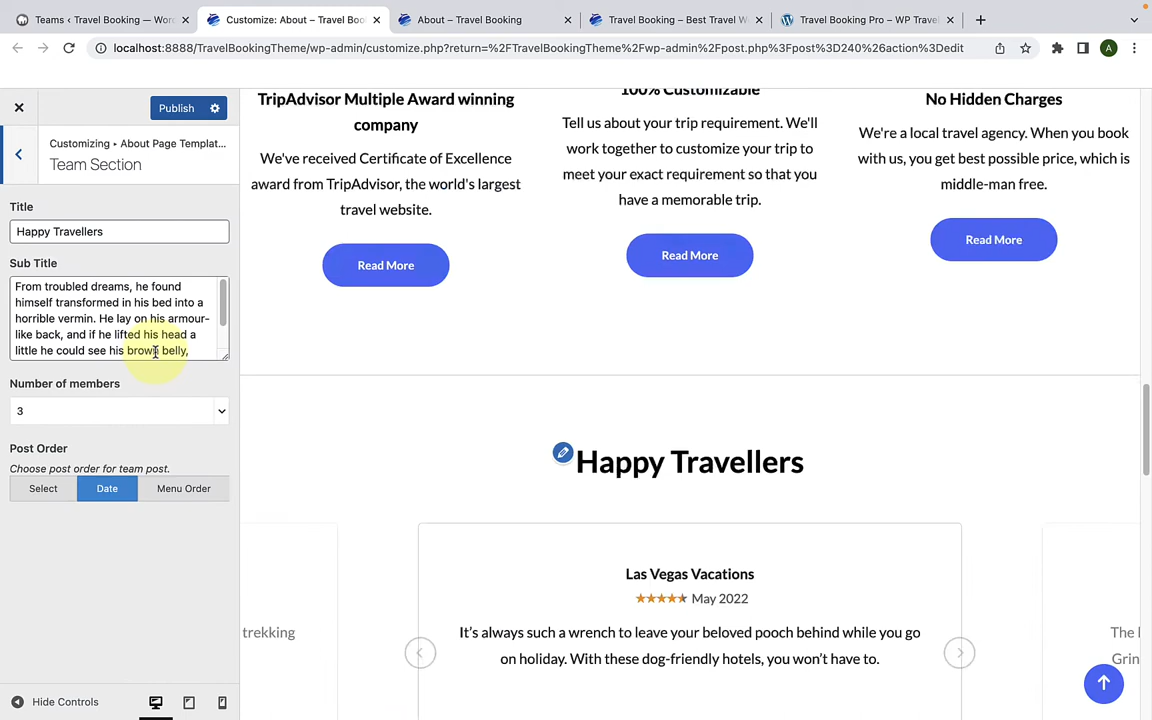 Teams ‹ Travel Booking — Wor
Customize: About – Travel Boo
About – Travel Booking
Travel Booking – Best Travel W
Travel Booking Pro – WP Trave
localhost:8888/TravelBookingTheme/wp-admin/customize.php?return=%2FTravelBookingTheme%2Fwp-admin%2Fpost.php%3Fpost%3D240%26action%3Dedit
A
Publish
Customizing ▸ About Page Templat...
Team Section
Title
Happy Travellers
Sub Title
From troubled dreams, he found
himself transformed in his bed into a
horrible vermin. He lay on his armour-
like back, and if he lifted his head a
little he could see his brown belly,
Number of members
3
Post Order
Choose post order for team post.
Select
Date
Menu Order
Hide Controls
TripAdvisor Multiple Award winning
company
We've received Certificate of Excellence
award from TripAdvisor, the world's largest
travel website.
Read More
100% Customizable
Tell us about your trip requirement. We'll
work together to customize your trip to
meet your exact requirement so that you
have a memorable trip.
Read More
No Hidden Charges
We're a local travel agency. When you book
with us, you get best possible price, which is
middle-man free.
Read More
Happy Travellers
trekking
Las Vegas Vacations
May 2022
It's always such a wrench to leave your beloved pooch behind while you go
on holiday. With these dog-friendly hotels, you won't have to.
The
Grin